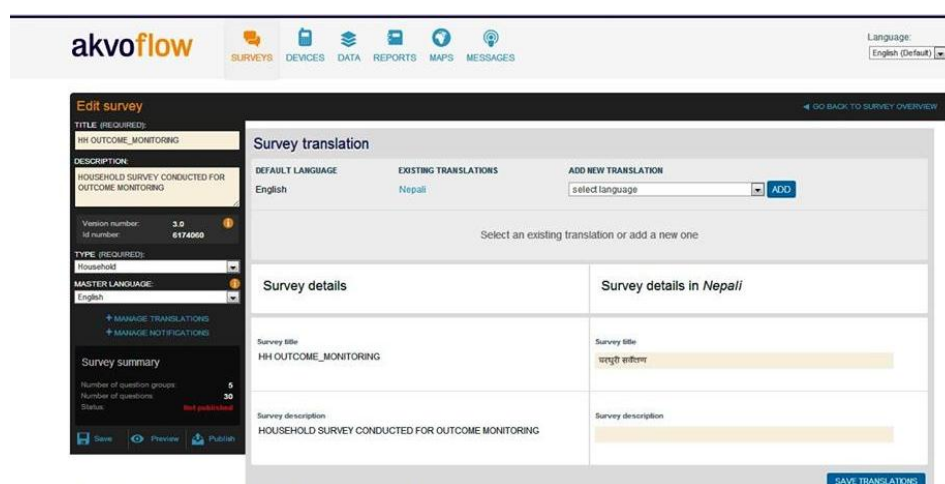 akvoflow
SURVEYS DEVICES DATA REPORTS MAPS MESSAGES
Language:
English (Default)
Edit survey
GO BACK TO SURVEY OVERVIEW
TITLE (REQUIRED):
HH OUTCOME_MONITORING
DESCRIPTION:
HOUSEHOLD SURVEY CONDUCTED FOR
OUTCOME MONITORING
Version number: 3.0
Id number: 6174060
TYPE (REQUIRED):
Household
MASTER LANGUAGE:
English
+ MANAGE TRANSLATIONS
+ MANAGE NOTIFICATIONS
Survey summary
Number of question groups: 5
Number of questions: 30
Status: Not published
Save Preview Publish
Survey translation
DEFAULT LANGUAGE EXISTING TRANSLATIONS ADD NEW TRANSLATION
English Nepali select language ADD
Select an existing translation or add a new one
Survey details Survey details in Nepali
Survey title Survey title
HH OUTCOME_MONITORING घरधुरी
Survey description Survey description
HOUSEHOLD SURVEY CONDUCTED FOR OUTCOME MONITORING
SAVE TRANSLATIONS